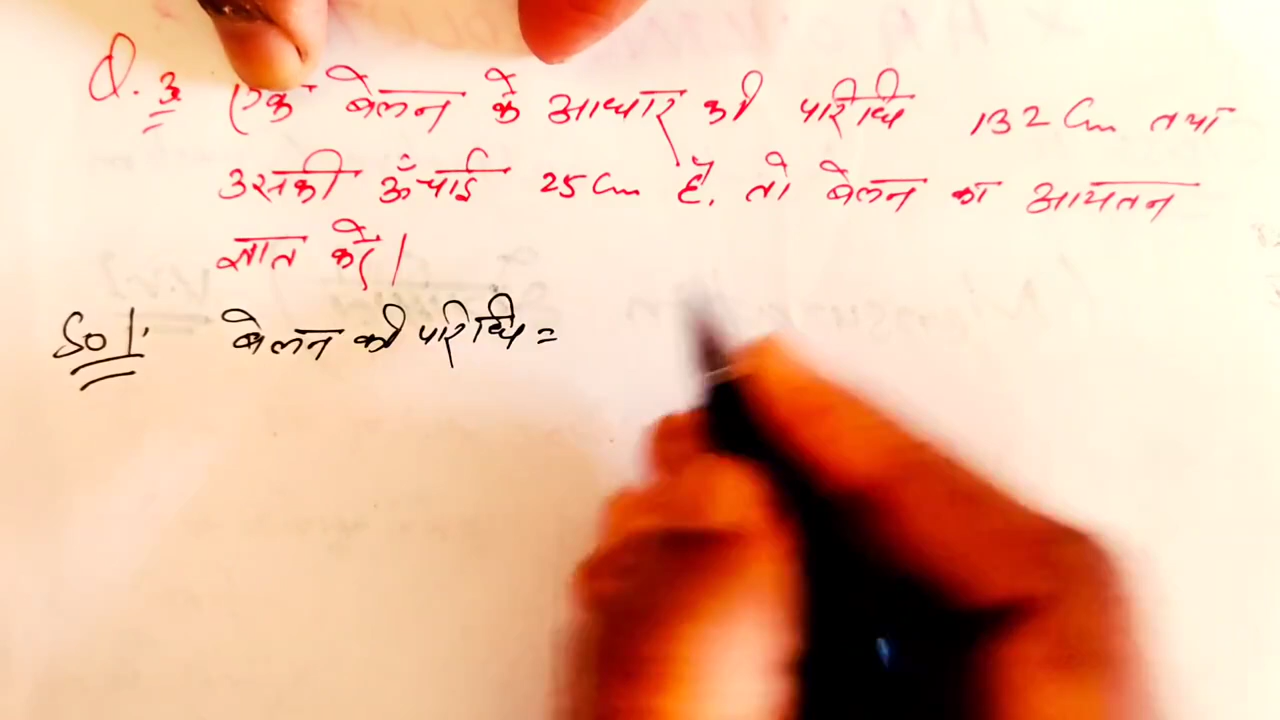 Q. 3 एक बेलन के आधार की परिधि 132 Cm तथा
उसकी ऊँचाई 25 Cm है, तो बेलन का आयतन
ज्ञात करें।
Sol: बेलन की परिधि =